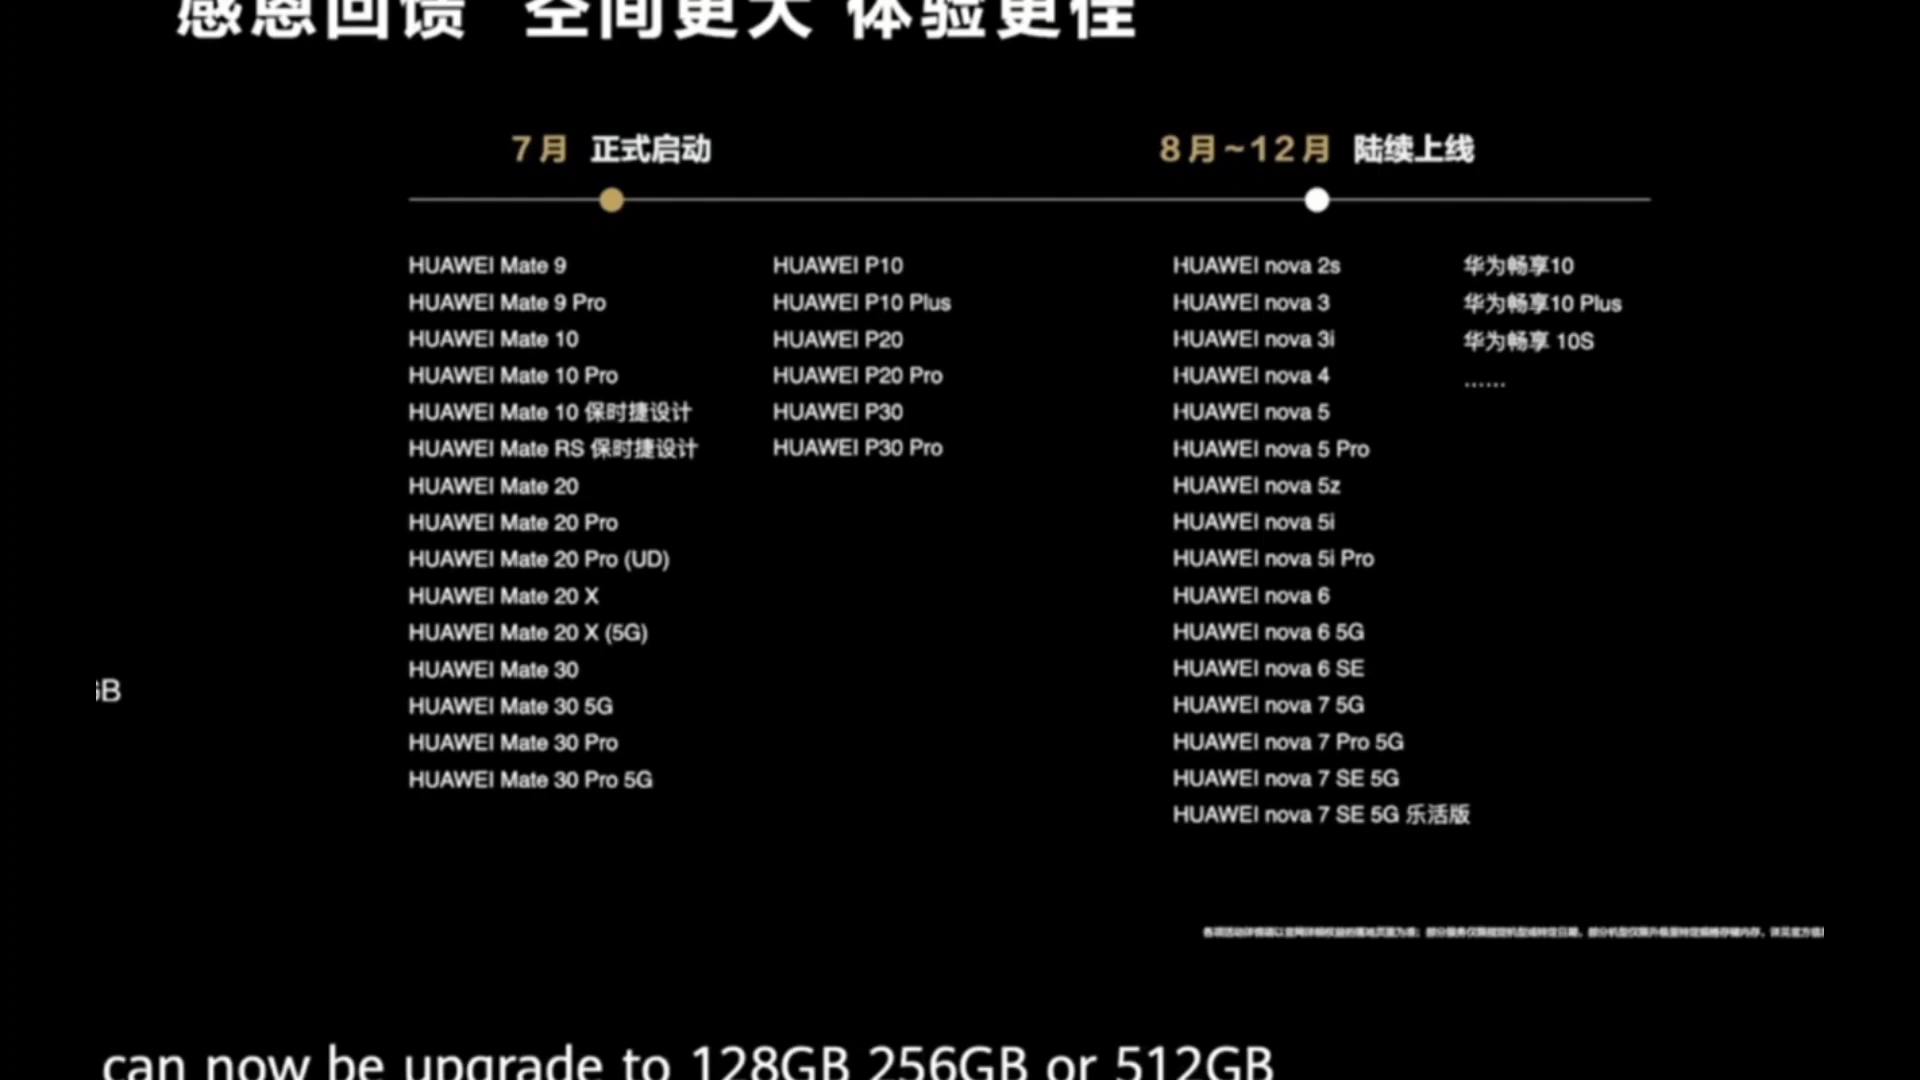 感恩回馈 空间更大 体验更佳
7月 正式启动
8月~12月 陆续上线
HUAWEI Mate 9
HUAWEI Mate 9 Pro
HUAWEI Mate 10
HUAWEI Mate 10 Pro
HUAWEI Mate 10 保时捷设计
HUAWEI Mate RS 保时捷设计
HUAWEI Mate 20
HUAWEI Mate 20 Pro
HUAWEI Mate 20 Pro (UD)
HUAWEI Mate 20 X
HUAWEI Mate 20 X (5G)
HUAWEI Mate 30
HUAWEI Mate 30 5G
HUAWEI Mate 30 Pro
HUAWEI Mate 30 Pro 5G
HUAWEI P10
HUAWEI P10 Plus
HUAWEI P20
HUAWEI P20 Pro
HUAWEI P30
HUAWEI P30 Pro
HUAWEI nova 2s
HUAWEI nova 3
HUAWEI nova 3i
HUAWEI nova 4
HUAWEI nova 5
HUAWEI nova 5 Pro
HUAWEI nova 5z
HUAWEI nova 5i
HUAWEI nova 5i Pro
HUAWEI nova 6
HUAWEI nova 6 5G
HUAWEI nova 6 SE
HUAWEI nova 7 5G
HUAWEI nova 7 Pro 5G
HUAWEI nova 7 SE 5G
HUAWEI nova 7 SE 5G 乐活版
华为畅享10
华为畅享10 Plus
华为畅享 10S
......
can now be upgrade to 128GB 256GB or 512GB